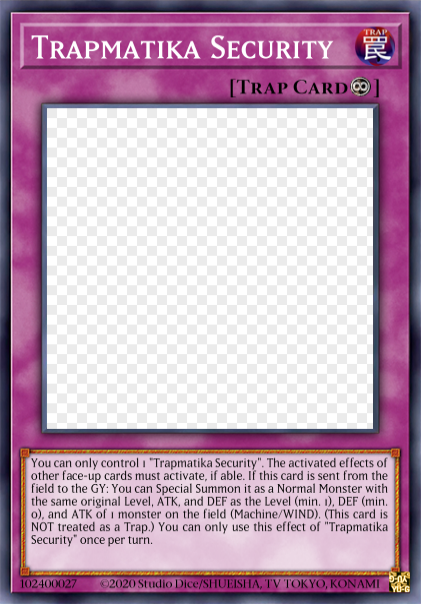 Trapmatika Security
TRAP
罠
[Trap Card]
You can only control 1 "Trapmatika Security". The activated effects of
other face-up cards must activate, if able. If this card is sent from the
field to the GY: You can Special Summon it as a Normal Monster with
the same original Level, ATK, and DEF as the Level (min. 1), DEF (min.
0), and ATK of 1 monster on the field (Machine/WIND). (This card is
NOT treated as a Trap.) You can only use this effect of "Trapmatika
Security" once per turn.
102400027
©2020 Studio Dice/SHUEISHA, TV TOKYO, KONAMI